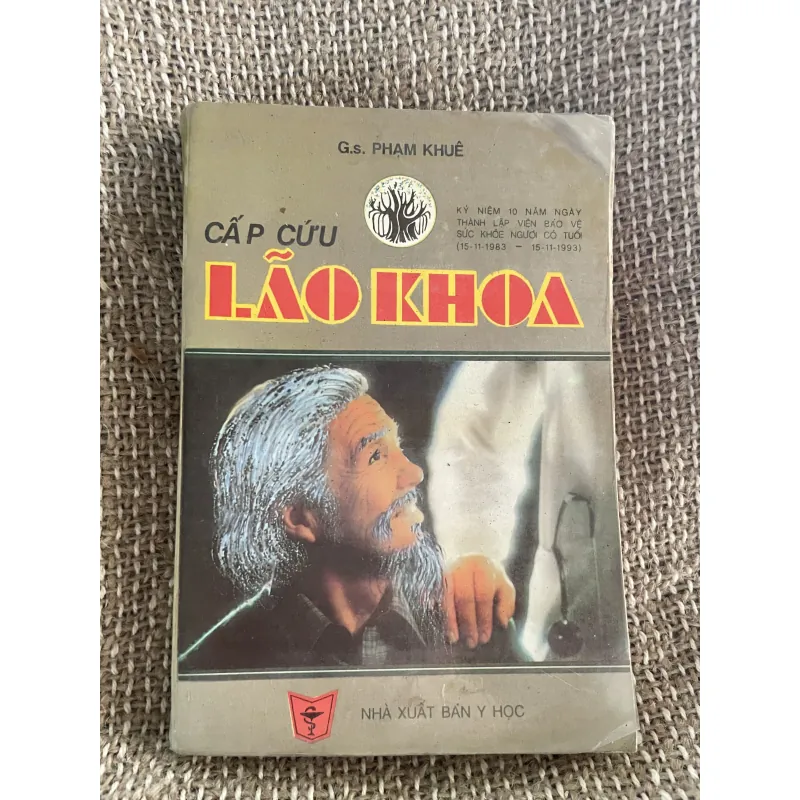 G.s. PHẠM KHUÊ
KỶ NIỆM 10 NĂM NGÀY
THÀNH LẬP VIỆN BẢO VỆ
SỨC KHỎE NGƯỜI CÓ TUỔI
(15-11-1983 - 15-11-1993)
CẤP CỨU
LÃO KHOA
NHÀ XUẤT BẢN Y HỌC